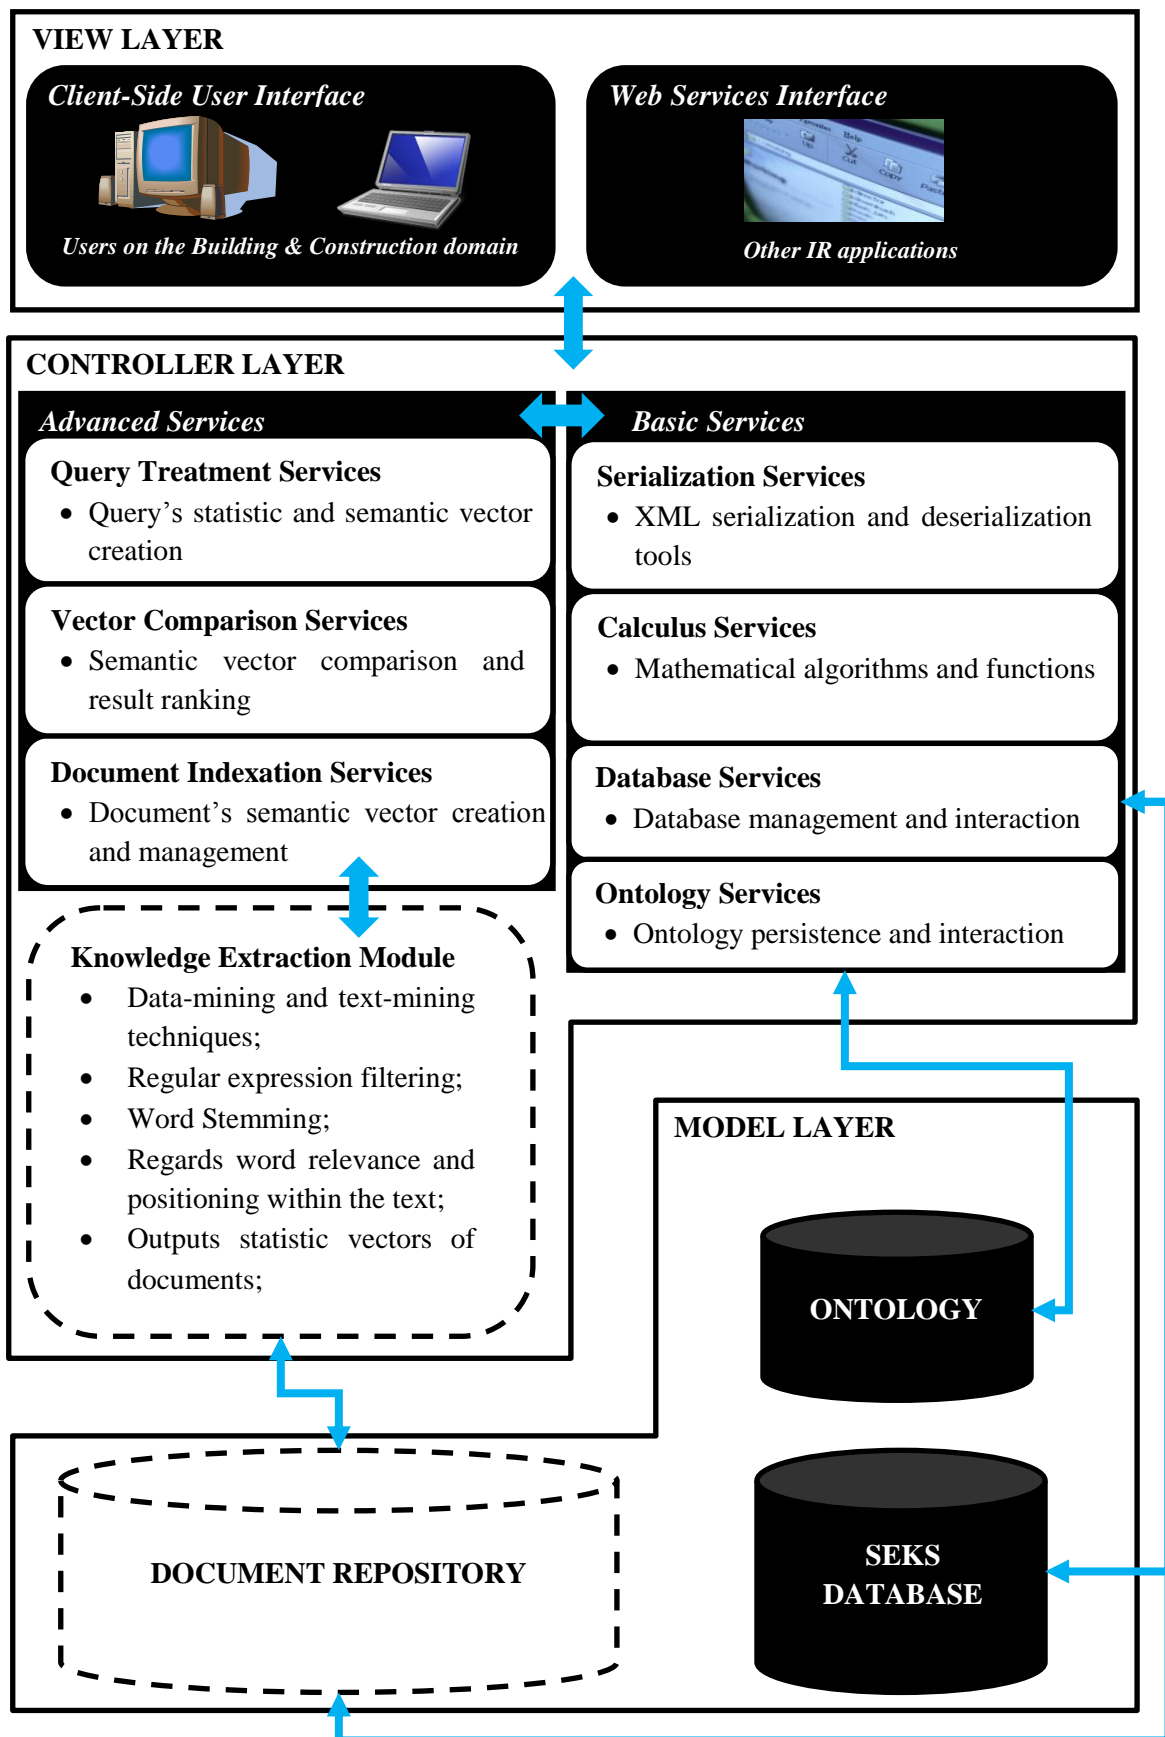 VIEW LAYER
Client-Side User Interface
Users on the Building & Construction domain
Web Services Interface
Help
Up
Cut
Copy
Other IR applications
CONTROLLER LAYER
Advanced Services
Query Treatment Services
• Query’s statistic and semantic vector
creation
Vector Comparison Services
• Semantic vector comparison and
result ranking
Document Indexation Services
• Document’s semantic vector creation
and management
Basic Services
Serialization Services
• XML serialization and deserialization
tools
Calculus Services
• Mathematical algorithms and functions
Database Services
• Database management and interaction
Ontology Services
• Ontology persistence and interaction
Knowledge Extraction Module
• Data-mining and text-mining
techniques;
• Regular expression filtering;
• Word Stemming;
• Regards word relevance and
positioning within the text;
• Outputs statistic vectors of
documents;
MODEL LAYER
ONTOLOGY
DOCUMENT REPOSITORY
SEKS
DATABASE